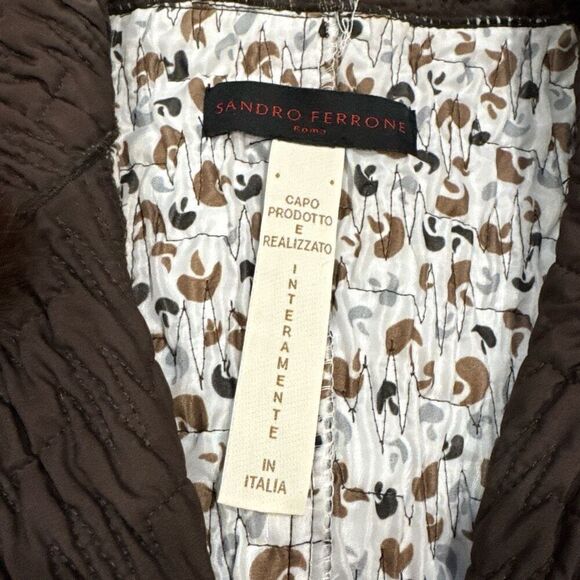 SANDRO FERRONE
Roma
CAPO
PRODOTTO
E
REALIZZATO
INTERAMENTE
IN
ITALIA